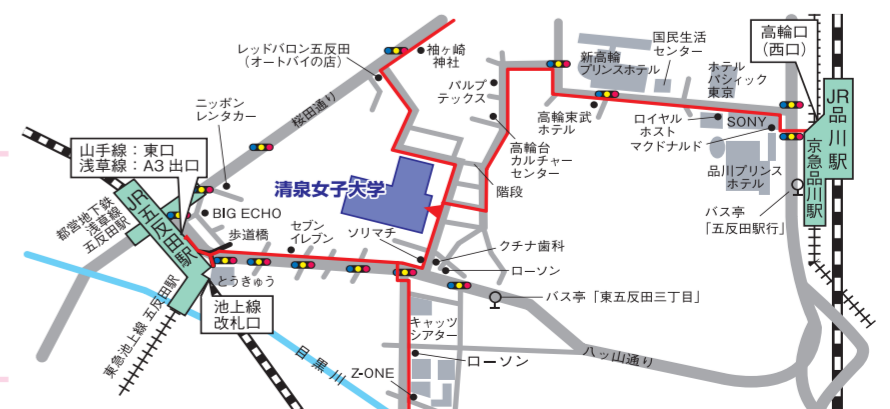 レッドバロン五反田
（オートバイの店）
袖ヶ崎
神社
新高輪
プリンスホテル
国民生活
センター
ホテル
パシィック
東京
高輪口
（西口）
パルプ
テックス
ニッポン
レンタカー
桜田通り
高輪東武
ホテル
ロイヤル
ホスト
SONY
マクドナルド
JR品川駅
京急品川駅
山手線：東口
浅草線：A3出口
高輪台
カルチャー
センター
清泉女子大学
階段
品川プリンス
ホテル
都営地下鉄
浅草線
五反田駅
JR五反田駅
BIG ECHO
歩道橋
セブン
イレブン
ソリマチ
クチナ歯科
ローソン
バス亭
「五反田駅行」
とうきゅう
池上線
改札口
バス亭「東五反田三丁目」
東急池上線 五反田駅
目黒川
キャッツ
シアター
ローソン
八ッ山通り
Z-ONE